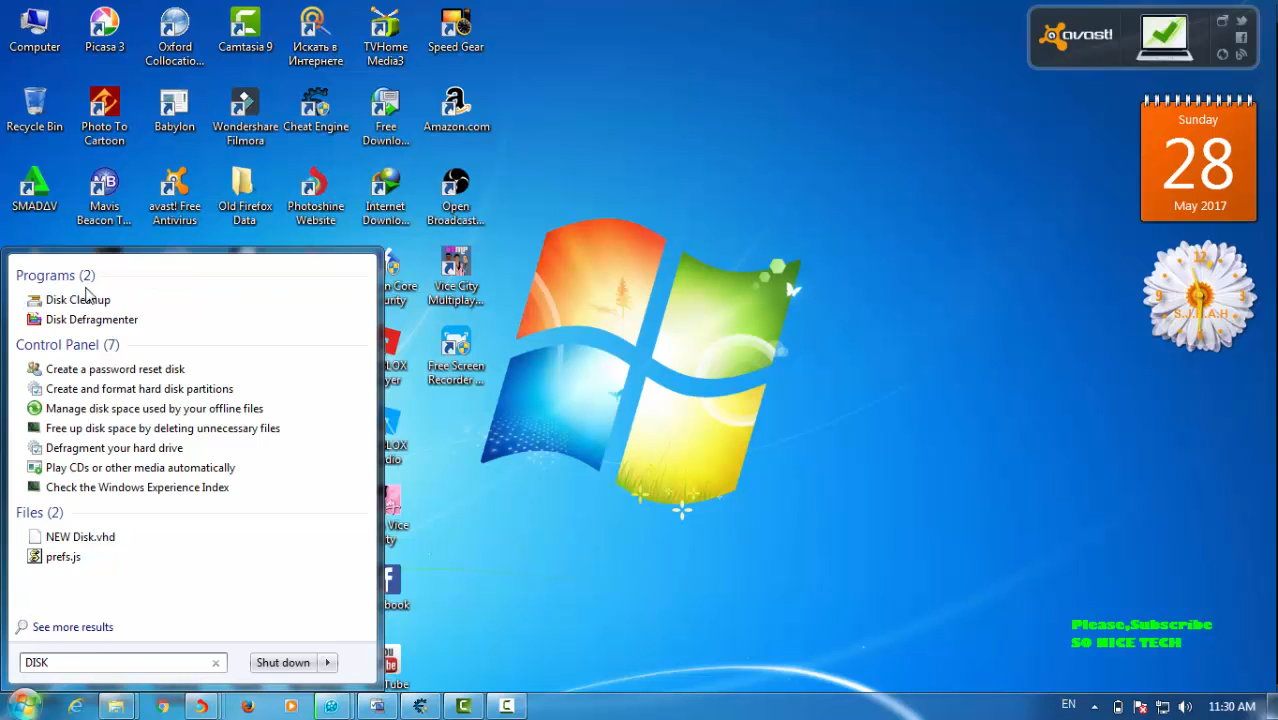 Computer
Picasa 3
Oxford
Collocatio...
Camtasia 9
Искать в
Интернете
TVHome
Media3
Speed Gear
Recycle Bin
Photo To
Cartoon
Babylon
Wondershare
Filmora
Cheat Engine
Free
Downlo...
Amazon.com
SMADΔV
Mavis
Beacon T...
avast! Free
Antivirus
Old Firefox
Data
Photoshine
Website
Internet
Downlo...
Open
Broadcast...
Vice City
Multiplay...
Free Screen
Recorder ...
avast!
Sunday
28
May 2017
12
3
9
S.J.H.A.H
Programs (2)
Disk Cleanup
Disk Defragmenter
Control Panel (7)
Create a password reset disk
Create and format hard disk partitions
Manage disk space used by your offline files
Free up disk space by deleting unnecessary files
Defragment your hard drive
Play CDs or other media automatically
Check the Windows Experience Index
Files (2)
NEW Disk.vhd
prefs.js
See more results
DISK
Shut down
Please,Subscribe
SO NICE TECH
EN
11:30 AM